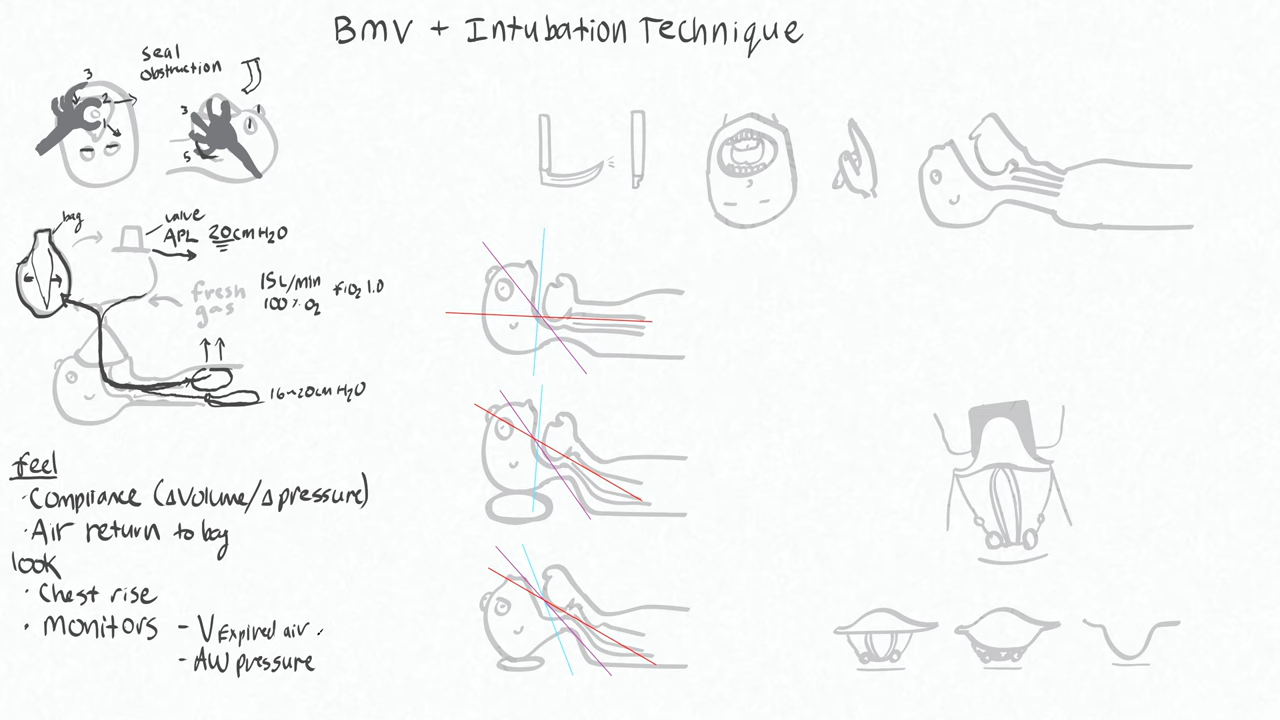 BMV + Intubation Technique
seal
obstruction
3
2
1
3
1
5
bag
valve
APL 20cmH2O
fresh
gas
15L/min
100% O2
fiO2 1.0
16-20cmH2O
feel
· Compliance (ΔVolume/Δpressure)
· Air return to bag
look
· Chest rise
· monitors - V Expired air
- AW pressure